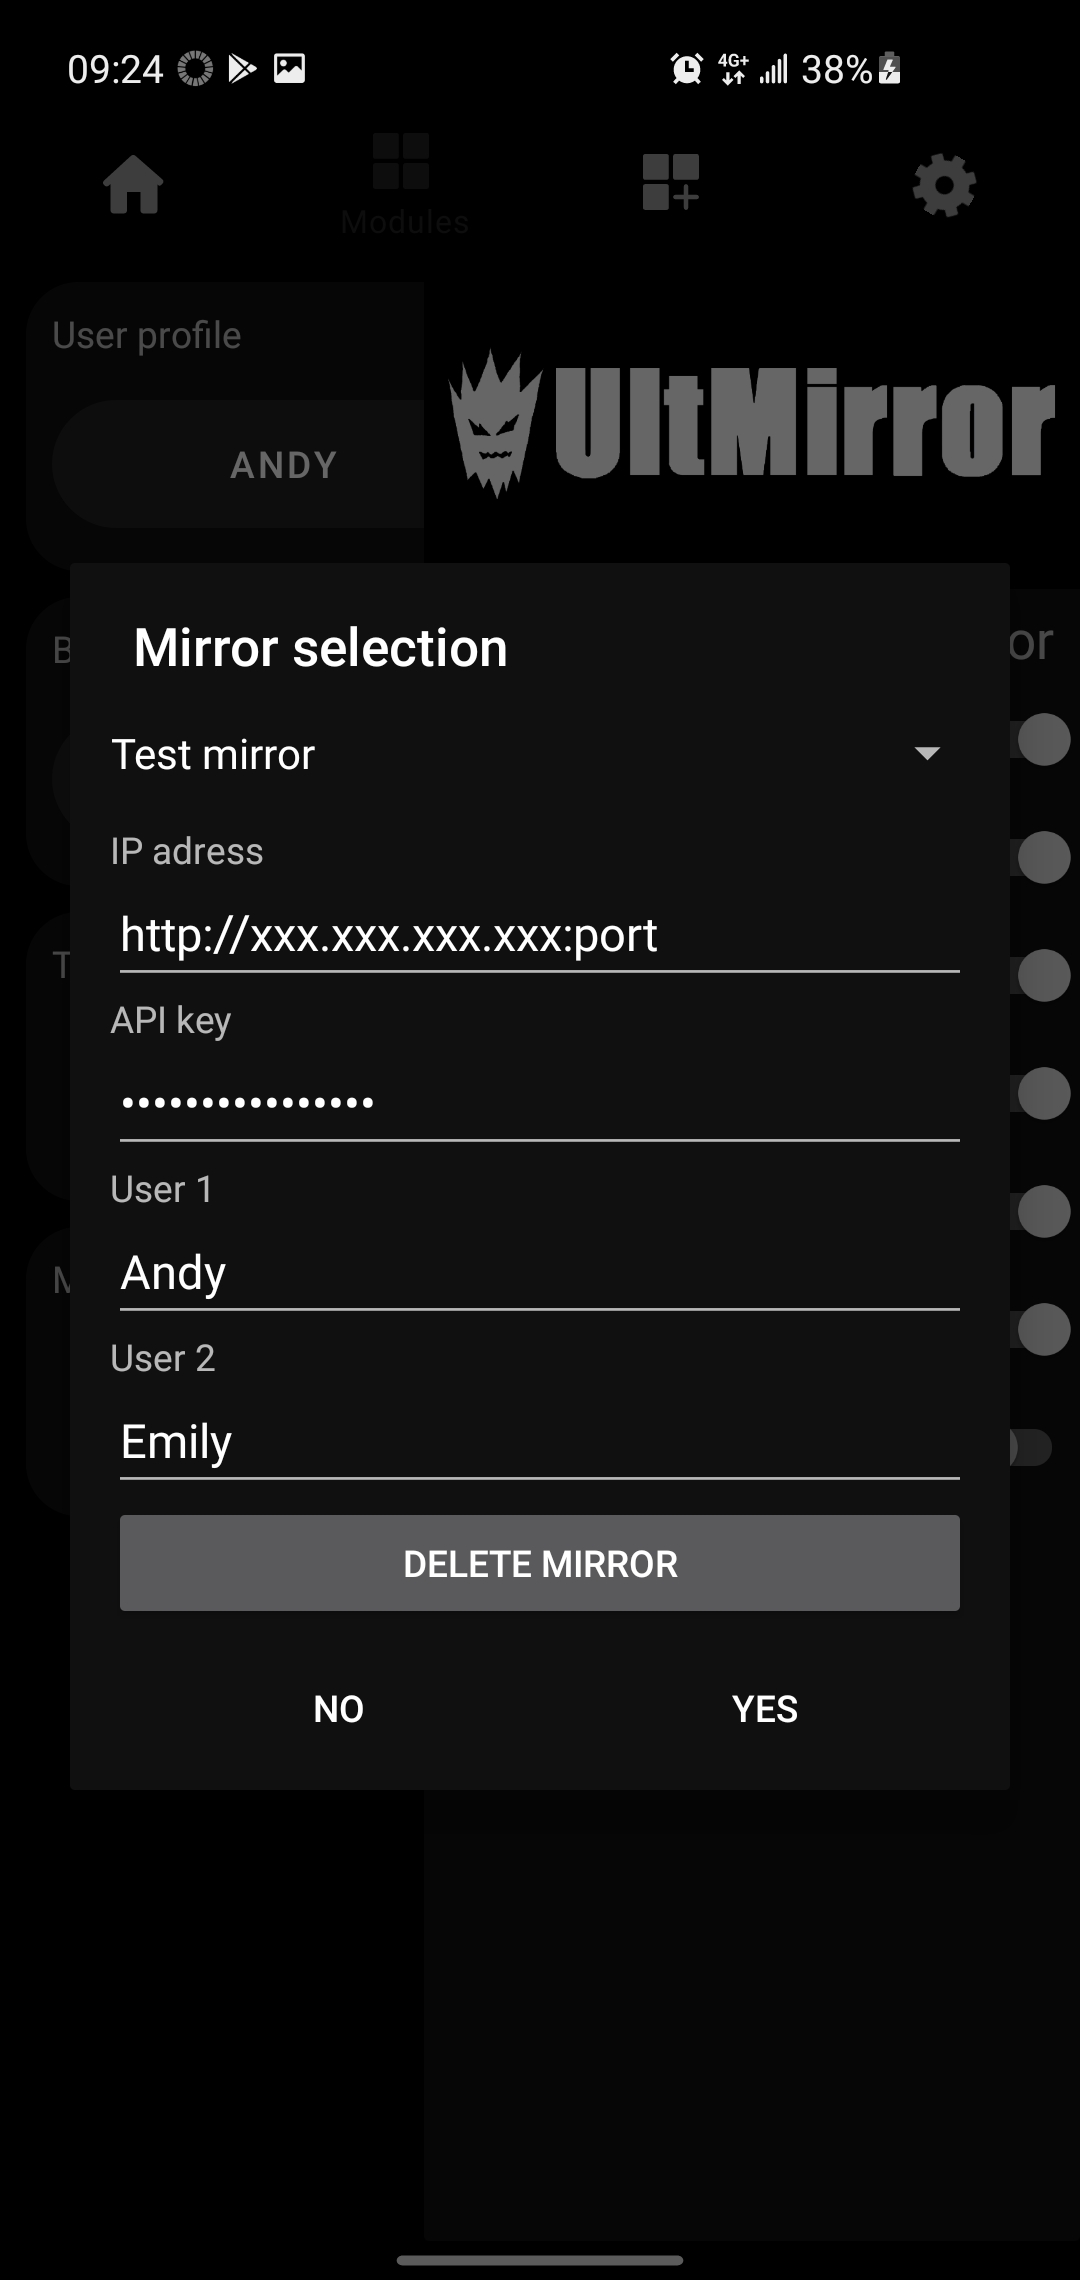 09:24 4G+ 38%
Modules
User profile
UltMirror
ANDY
Mirror selection
B or
Test mirror
IP adress
http://xxx.xxx.xxx.xxx:port
T
API key
••••••••••••••••
User 1
Andy
M
User 2
Emily
DELETE MIRROR
NO YES